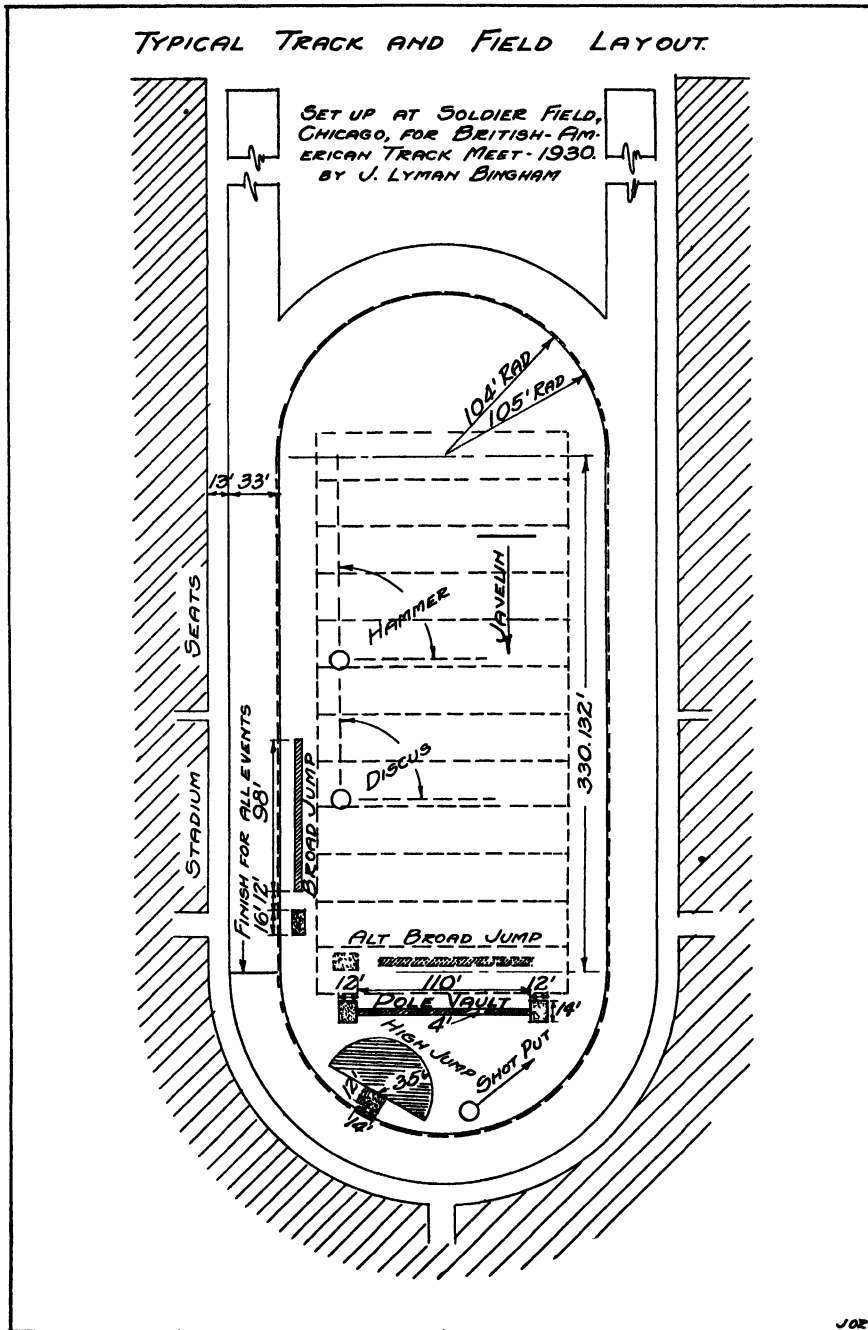 TYPICAL TRACK AND FIELD LAYOUT.
SET UP AT SOLDIER FIELD,
CHICAGO, FOR BRITISH-AM-
ERICAN TRACK MEET-1930.
BY J. LYMAN BINGHAM
104' RAD
105' RAD
13' 33'
JAVELIN
HAMMER
SEATS
330.132'
DISCUS
STADIUM
FINISH FOR ALL EVENTS
98'
BROAD JUMP
12'
16'
ALT BROAD JUMP
12' 110' 12'
POLE VAULT
4'
14'
HIGH JUMP
SHOT PUT
12'
35'
14'
JOE